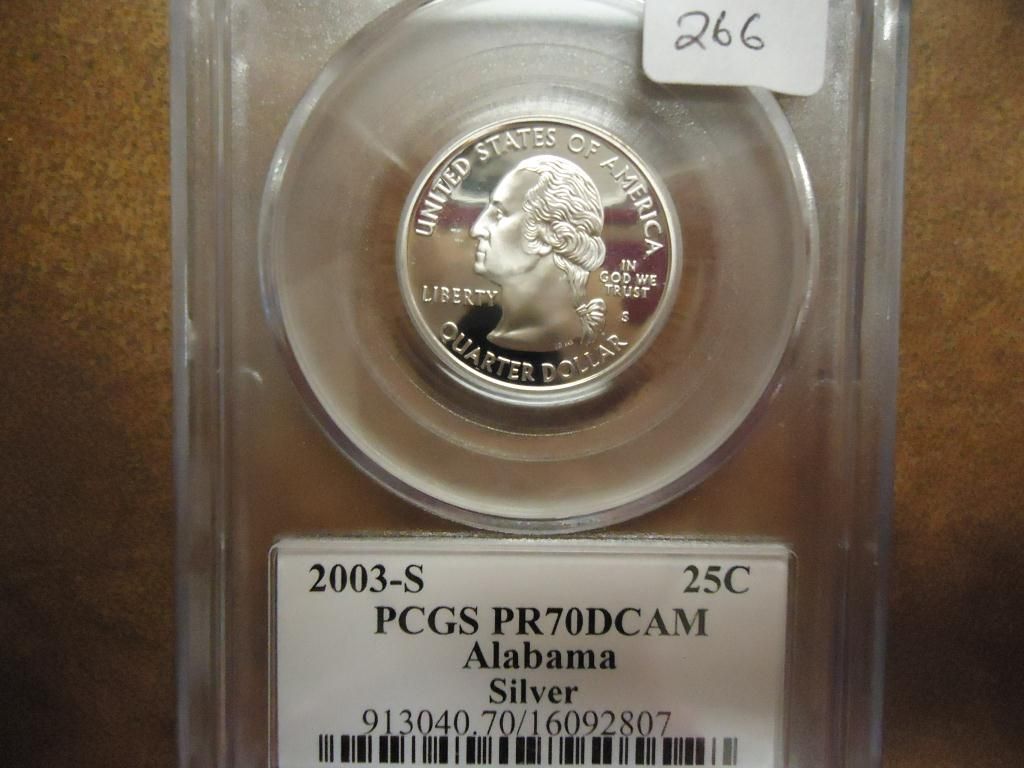 266
UNITED STATES OF AMERICA
LIBERTY
IN
GOD WE
TRUST
S
QUARTER DOLLAR
2003-S 25C
PCGS PR70DCAM
Alabama
Silver
913040.70/16092807